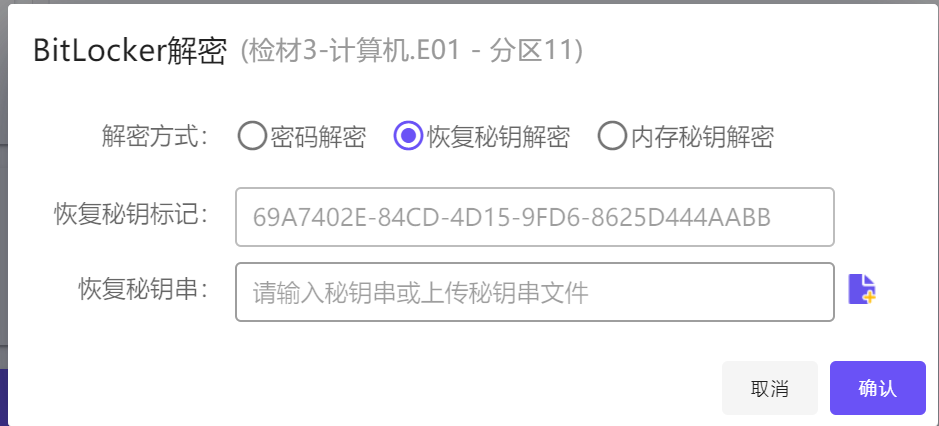 BitLocker解密 (检材3-计算机.E01 - 分区11)
解密方式： 密码解密 恢复秘钥解密 内存秘钥解密
恢复秘钥标记： 69A7402E-84CD-4D15-9FD6-8625D444AABB
恢复秘钥串： 请输入秘钥串或上传秘钥串文件
取消 确认